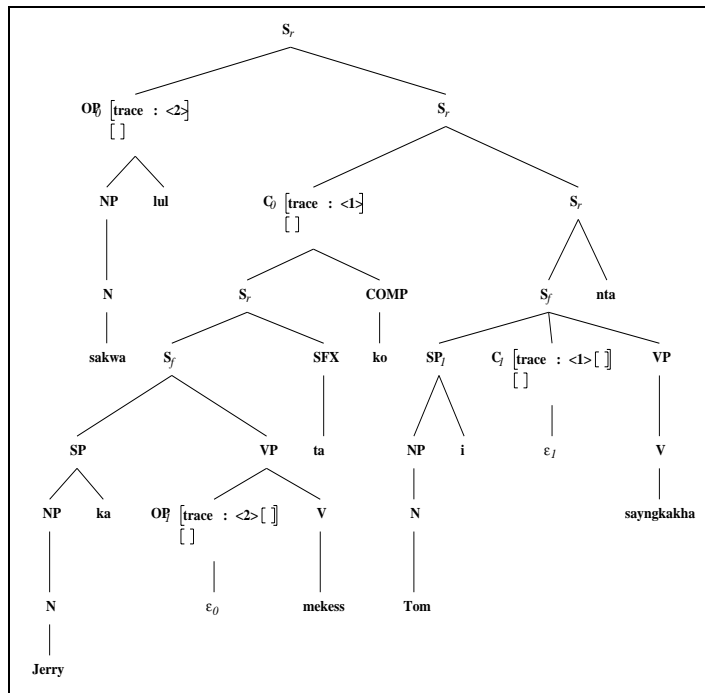 S_r
OP_0 [trace : <2>] S_r
[ ]
NP lul C_0 [trace : <1>] S_r
[ ]
N S_r COMP S_f nta
sakwa S_f SFX ko SP_1 C_1 [trace : <1> [ ]] VP
[ ]
SP VP ta NP i ε_1 V
NP ka OP_1 [trace : <2> [ ]] V N sayngkakha
[ ]
N ε_0 mekess Tom
Jerry